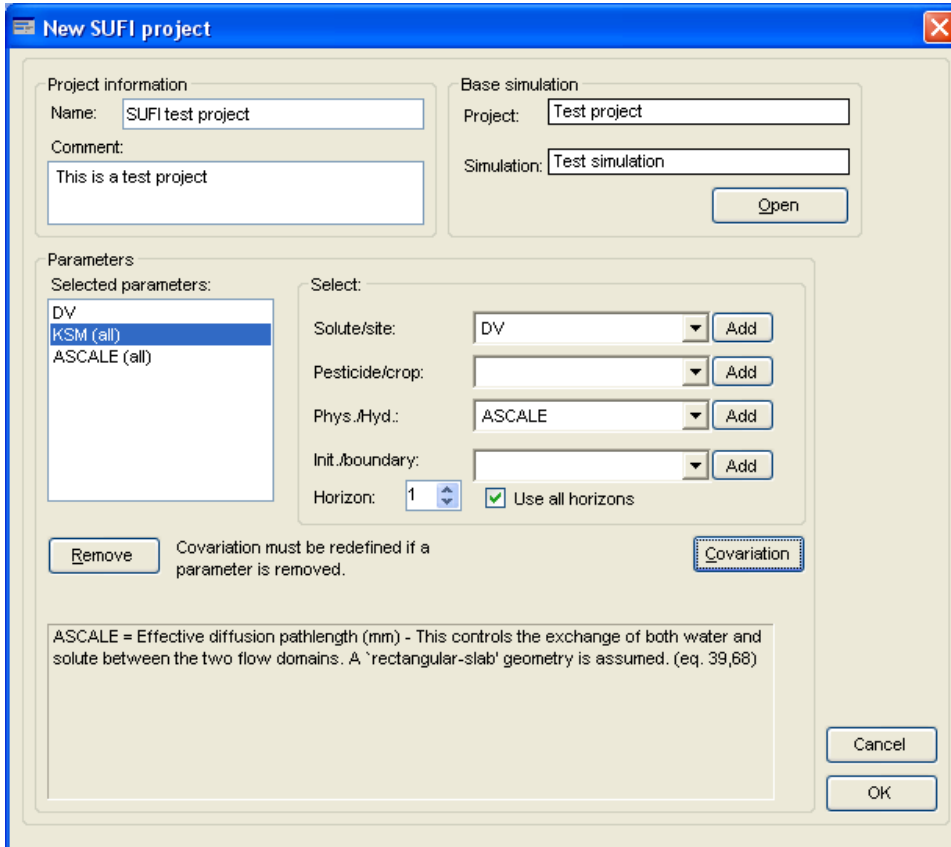 New SUFI project
Project information
Name: SUFI test project
Comment:
This is a test project
Base simulation
Project: Test project
Simulation: Test simulation
Open
Parameters
Selected parameters:
DV
KSM (all)
ASCALE (all)
Select:
Solute/site: DV Add
Pesticide/crop: Add
Phys./Hyd.: ASCALE Add
Init./boundary: Add
Horizon: 1 Use all horizons
Remove
Covariation must be redefined if a
parameter is removed.
Covariation
ASCALE = Effective diffusion pathlength (mm) - This controls the exchange of both water and
solute between the two flow domains. A `rectangular-slab' geometry is assumed. (eq. 39,68)
Cancel
OK